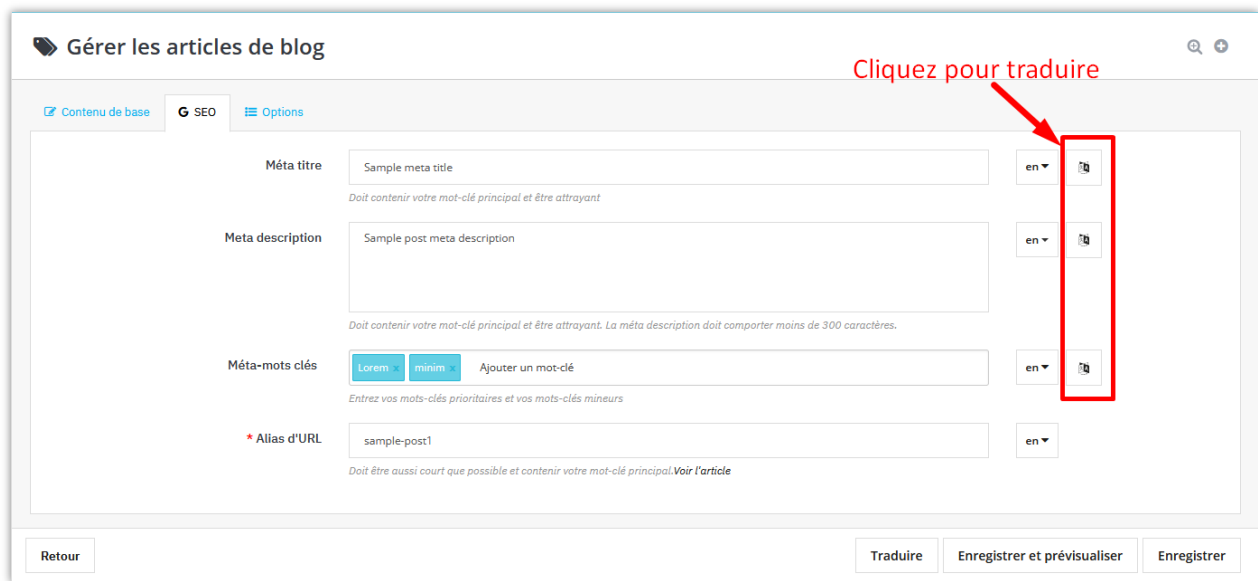 Gérer les articles de blog
Cliquez pour traduire
Contenu de base
G SEO
Options
Méta titre
Sample meta title
en
Doit contenir votre mot-clé principal et être attrayant
Meta description
Sample post meta description
en
Doit contenir votre mot-clé principal et être attrayant. La méta description doit comporter moins de 300 caractères.
Méta-mots clés
Lorem x minim x Ajouter un mot-clé
en
Entrez vos mots-clés prioritaires et vos mots-clés mineurs
* Alias d'URL
sample-post1
en
Doit être aussi court que possible et contenir votre mot-clé principal.Voir l'article
Retour
Traduire
Enregistrer et prévisualiser
Enregistrer